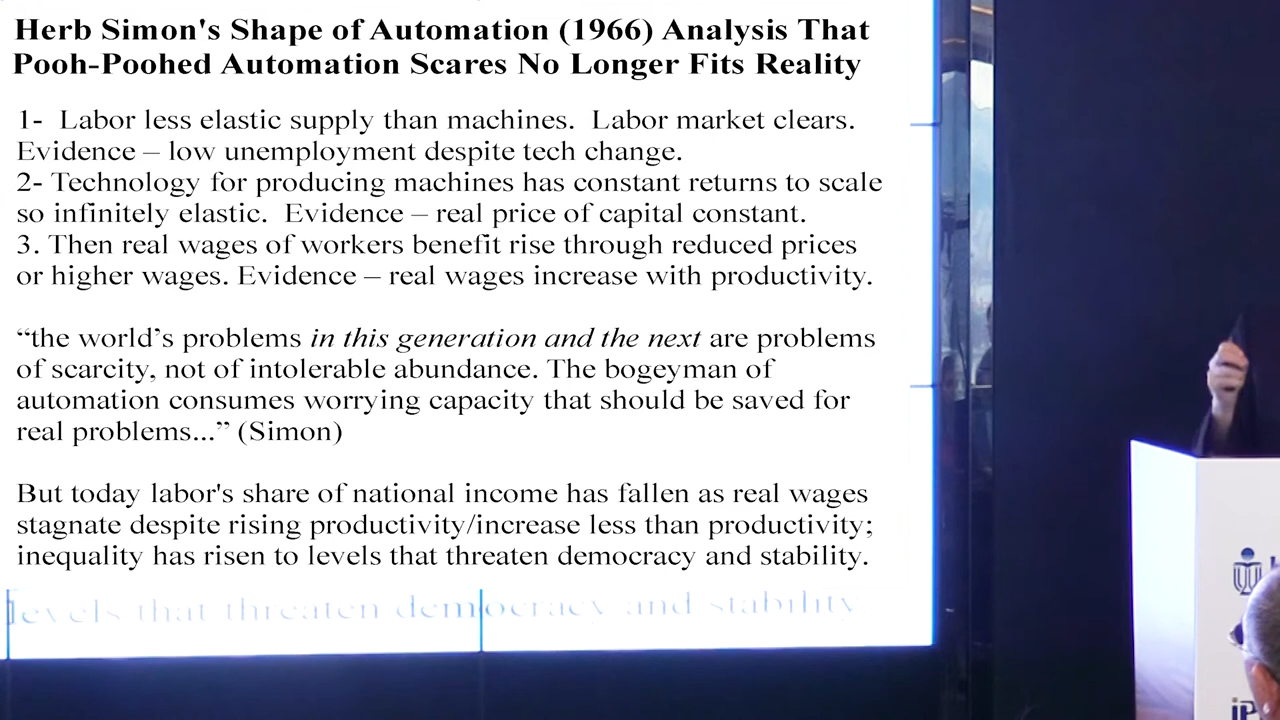 Herb Simon's Shape of Automation (1966) Analysis That
Pooh-Poohed Automation Scares No Longer Fits Reality
1- Labor less elastic supply than machines. Labor market clears.
Evidence – low unemployment despite tech change.
2- Technology for producing machines has constant returns to scale
so infinitely elastic. Evidence – real price of capital constant.
3. Then real wages of workers benefit rise through reduced prices
or higher wages. Evidence – real wages increase with productivity.
“the world’s problems in this generation and the next are problems
of scarcity, not of intolerable abundance. The bogeyman of
automation consumes worrying capacity that should be saved for
real problems...” (Simon)
But today labor's share of national income has fallen as real wages
stagnate despite rising productivity/increase less than productivity;
inequality has risen to levels that threaten democracy and stability.
levels that threaten democracy and stability